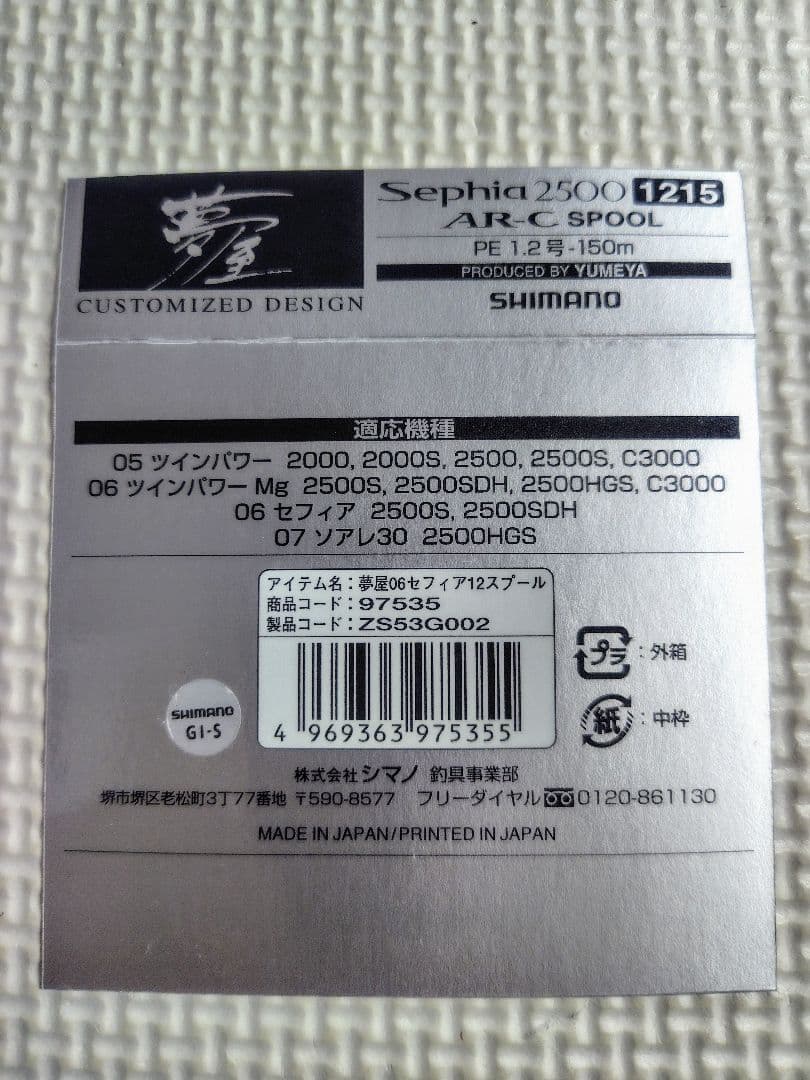 夢屋
CUSTOMIZED DESIGN
Sephia 2500 1215
AR-C SPOOL
PE 1.2号-150m
PRODUCED BY YUMEYA
SHIMANO
適応機種
05 ツインパワー 2000, 2000S, 2500, 2500S, C3000
06 ツインパワー Mg 2500S, 2500SDH, 2500HGS, C3000
06 セフィア 2500S, 2500SDH
07 ソアレ30 2500HGS
アイテム名：夢屋06セフィア12スプール
商品コード：97535
製品コード：ZS53G002
4 969363 975355
プラ：外箱
紙：中枠
SHIMANO
GI-S
株式会社 シマノ 釣具事業部
堺市堺区老松町3丁77番地 〒590-8577 フリーダイヤル 0120-861130
MADE IN JAPAN/PRINTED IN JAPAN